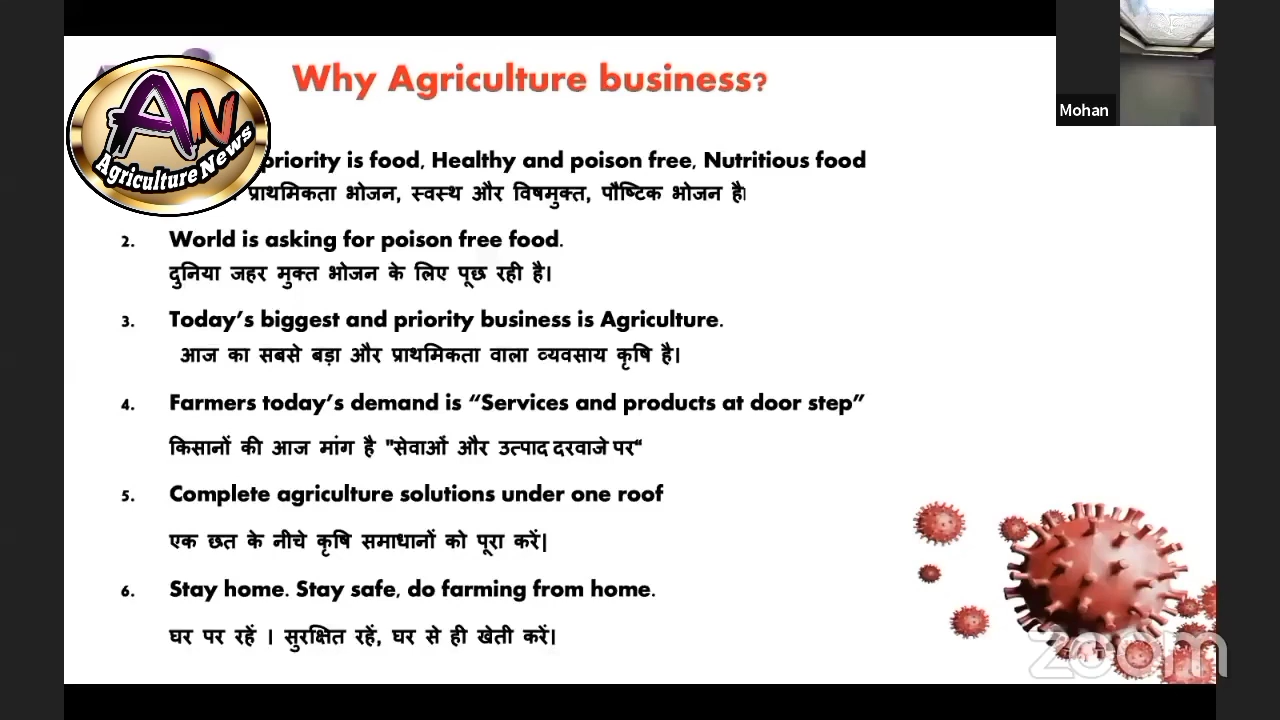 Why Agriculture business?
AN
Agriculture News
Mohan
priority is food, Healthy and poison free, Nutritious food
प्राथमिकता भोजन, स्वस्थ और विषमुक्त, पौष्टिक भोजन है।
2. World is asking for poison free food.
दुनिया जहर मुक्त भोजन के लिए पूछ रही है।
3. Today's biggest and priority business is Agriculture.
आज का सबसे बड़ा और प्राथमिकता वाला व्यवसाय कृषि है।
4. Farmers today's demand is “Services and products at door step”
किसानों की आज मांग है "सेवाओं और उत्पाद दरवाजे पर“
5. Complete agriculture solutions under one roof
एक छत के नीचे कृषि समाधानों को पूरा करें|
6. Stay home. Stay safe, do farming from home.
घर पर रहें । सुरक्षित रहें, घर से ही खेती करें।
zoom